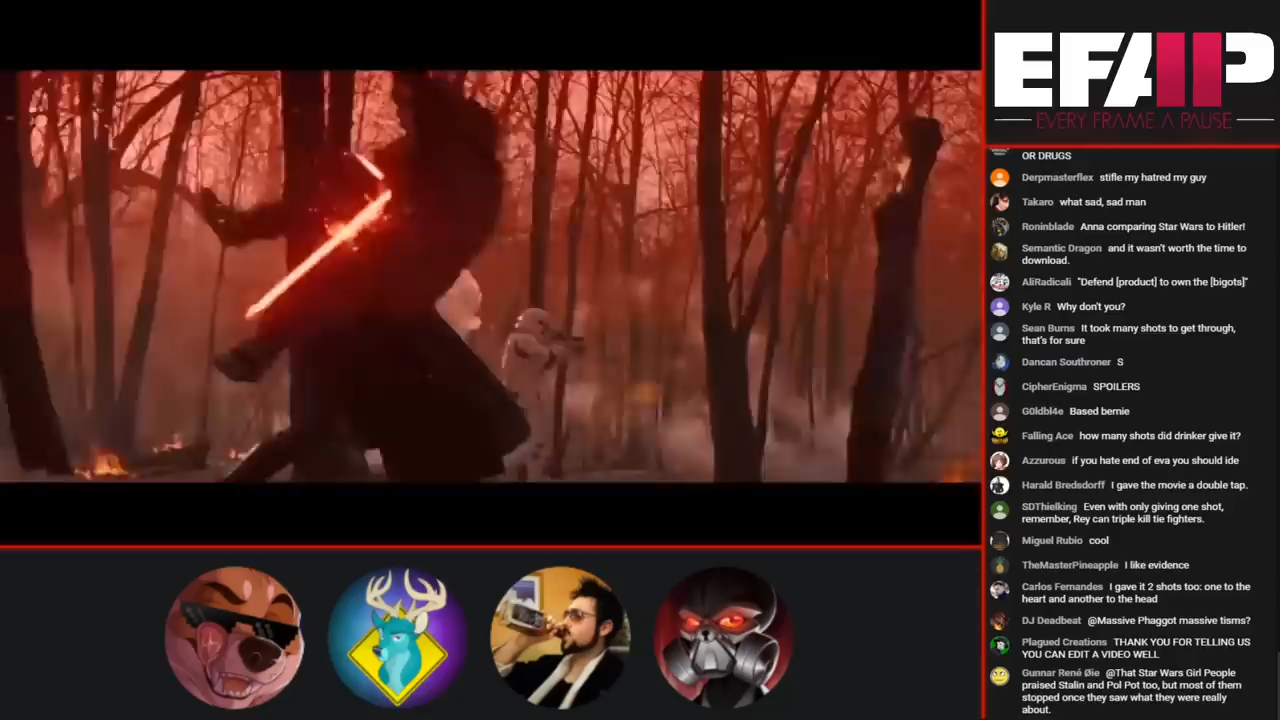 EFAP
EVERY FRAME A PAUSE
OR DRUGS
Derpmasterflex stifle my hatred my guy
Takaro what sad, sad man
Roninblade Anna comparing Star Wars to Hitler!
Semantic Dragon and it wasn't worth the time to
download.
AliRadicali "Defend [product] to own the [bigots]"
Kyle R Why don't you?
Sean Burns It took many shots to get through,
that's for sure
Dancan Southroner S
CipherEnigma SPOILERS
G0ldbl4e Based bernie
Falling Ace how many shots did drinker give it?
Azzurous if you hate end of eva you should ide
Harald Bredsdorff I gave the movie a double tap.
SDThielking Even with only giving one shot,
remember, Rey can triple kill tie fighters.
Miguel Rubio cool
TheMasterPineapple I like evidence
Carlos Fernandes I gave it 2 shots too: one to the
heart and another to the head
DJ Deadbeat @Massive Phaggot massive tisms?
Plagued Creations THANK YOU FOR TELLING US
YOU CAN EDIT A VIDEO WELL
Gunnar René Øie @That Star Wars Girl People
praised Stalin and Pol Pot too, but most of them
stopped once they saw what they were really
about.